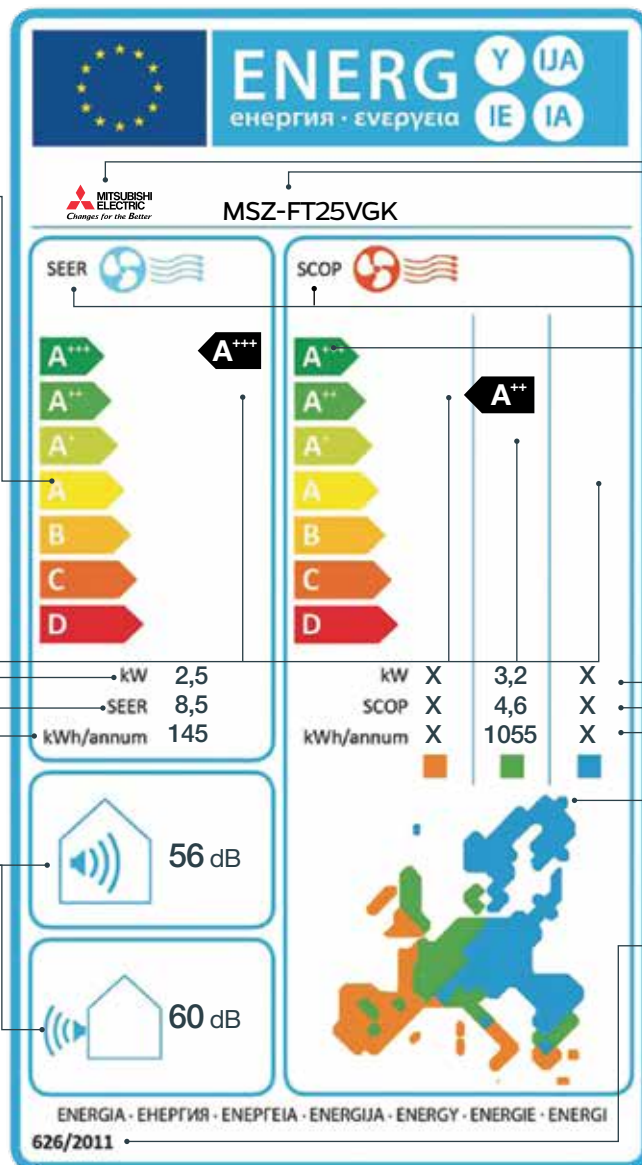 ENERG Y IJA
енергия · ενεργεια IE IA
MITSUBISHI
ELECTRIC
Changes for the Better
MSZ-FT25VGK
SEER
A+++
A+++
A++
A+
A
B
C
D
kW 2,5
SEER 8,5
kWh/annum 145
SCOP
A+++
A++
A++
A+
A
B
C
D
kW X 3,2 X
SCOP X 4,6 X
kWh/annum X 1055 X
56 dB
60 dB
ENERGIA · ЕНЕРГИЯ · ΕΝΕΡΓΕΙΑ · ENERGIJA · ENERGY · ENERGIE · ENERGI
626/2011